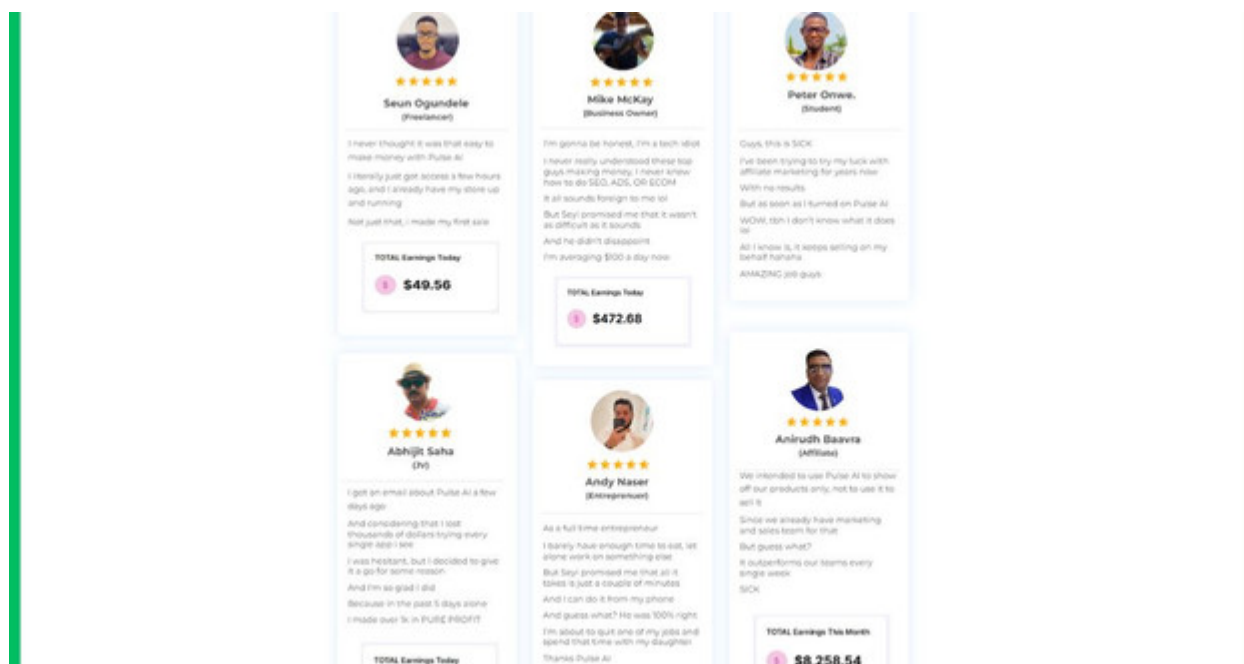 Seun Ogundele
(Freelancer)
I never thought it was that easy to
make money with Pulse AI
I literally just got access a few hours
ago, and I already have my store up
and running
Not just that, i made my first sale
TOTAL Earnings Today
$
$49.56
Mike McKay
(Business Owner)
I'm gonna be honest, I'm a tech idiot
I never really understood these top
guys making money, I never knew
how to do SEO, ADS, OR ECOM
It all sounds foreign to me lol
But Seyi promised me that it wasn't
as difficult as it sounds
And he didn't disappoint
I'm averaging $100 a day now
TOTAL Earnings Today
$
$472.68
Peter Onwe.
(Student)
Guys, this is SICK
I've been trying to try my luck with
affiliate marketing for years now
With no results
But as soon as I turned on Pulse AI
WOW, tbh I don't know what it does
lol
All I know is, it keeps selling on my
behalf hahaha
AMAZING job guys
Abhijit Saha
(JV)
I got an email about Pulse AI a few
days ago
And considering that I lost
thousands of dollars trying every
single app i see
I was hesitant, but I decided to give
it a go for some reason
And I'm so glad I did
Because in the past 5 days alone
I made over 1k in PURE PROFIT
TOTAL Earnings Today
Andy Naser
(Entreprenuer)
As a full time entrepreneur
I barely have enough time to eat, let
alone work on something else
But Seyi promised me that all it
takes is just a couple of minutes
And I can do it from my phone
And guess what? He was 100% right
I'm about to quit one of my jobs and
spend that time with my daughter
Thanks Pulse AI
Anirudh Baavra
(Affiliate)
We intended to use Pulse AI to show
off our products only, not to use it to
sell it
Since we already have marketing
and sales team for that
But guess what?
It outperforms our teams every
single week
SICK
TOTAL Earnings This Month
$
$8,258.54